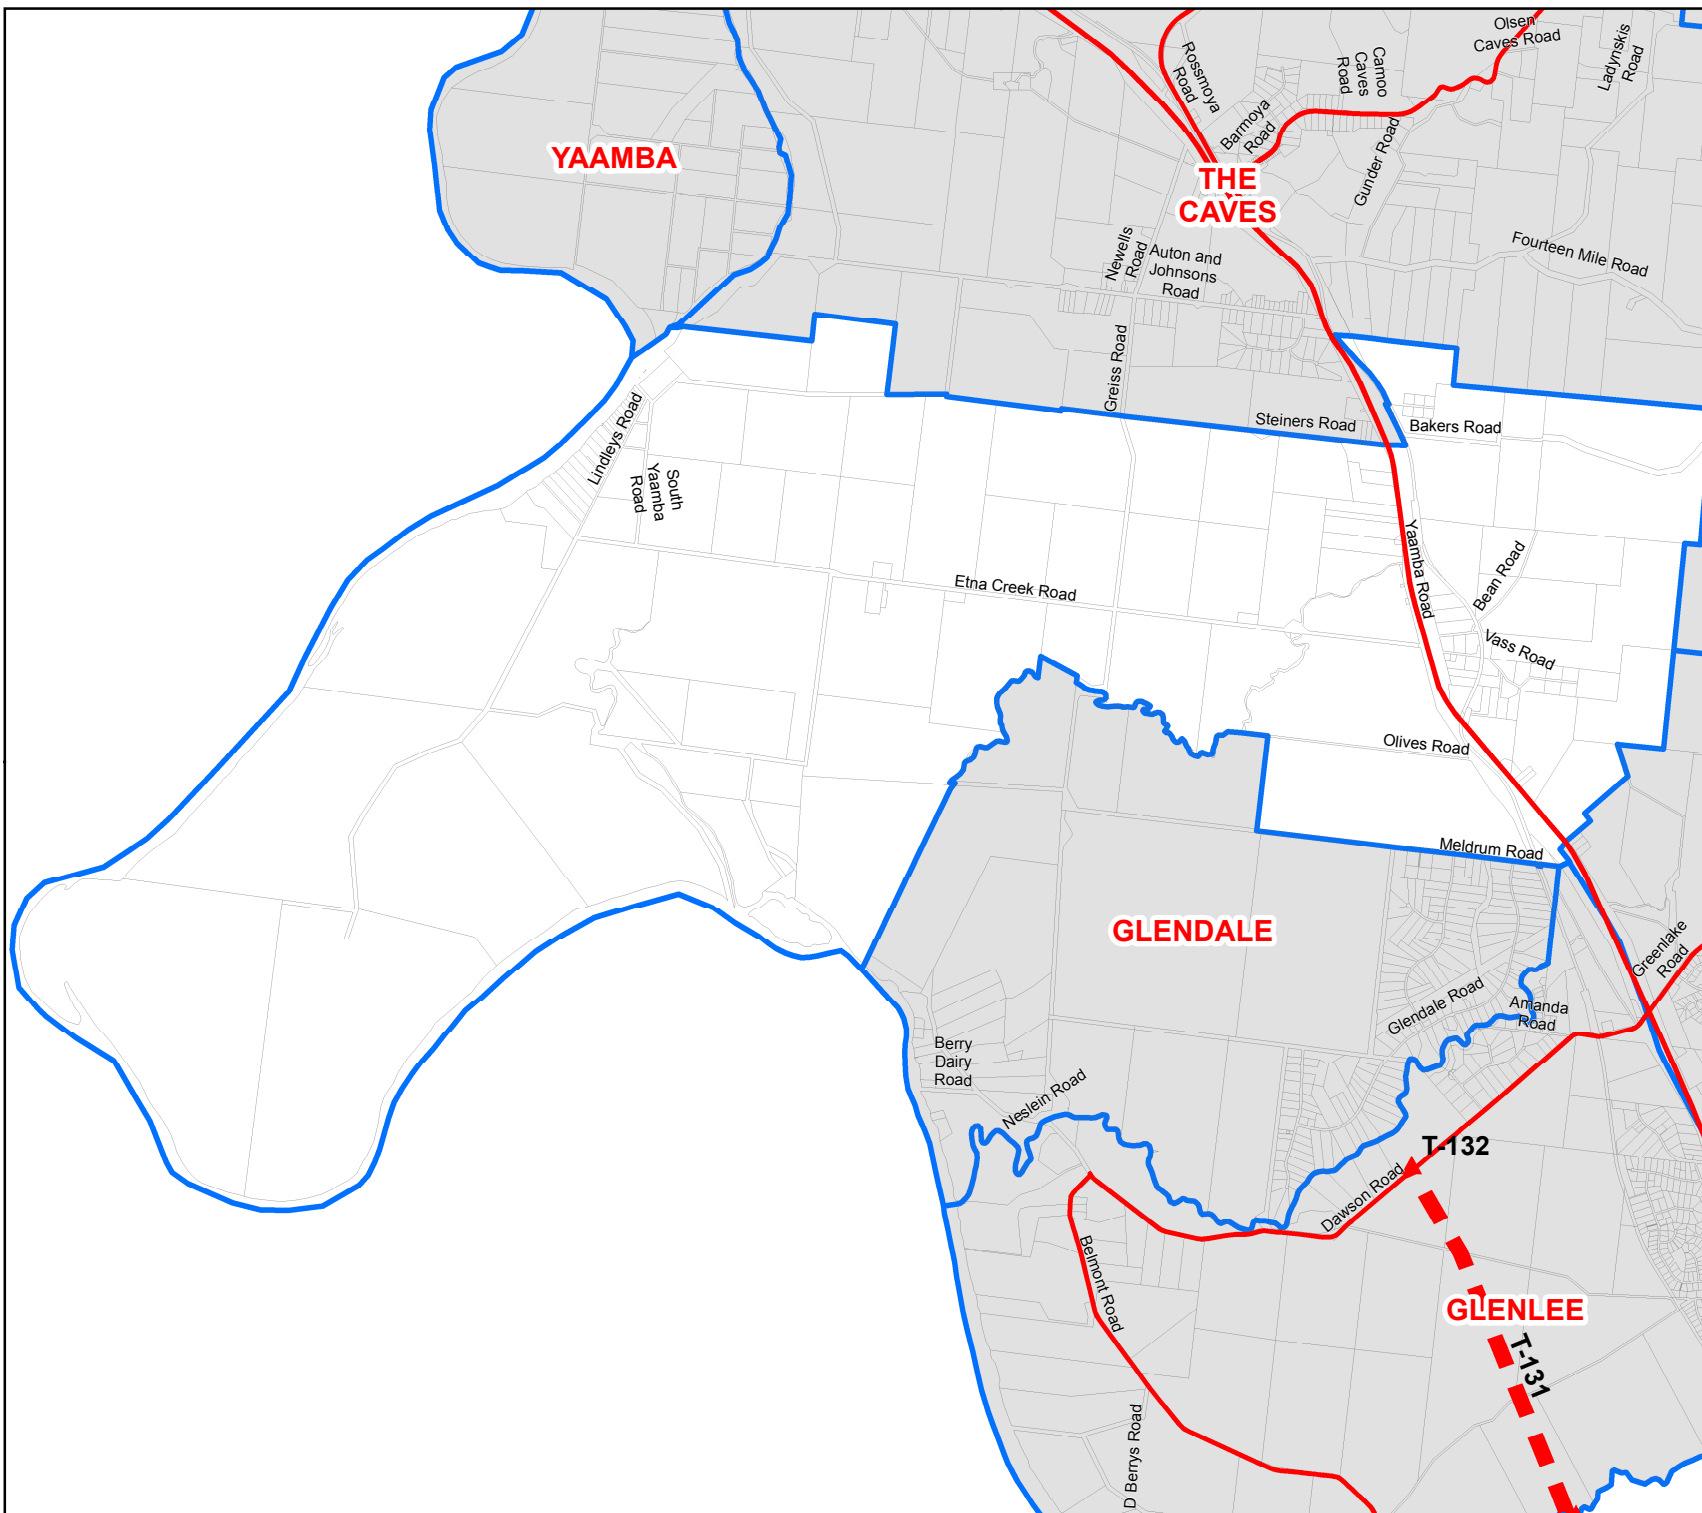 Olsen
Caves Road
Ladynskis
Road
Rossmoya
Road
Camoo
Caves
Road
Barmoya
Road
Gunder Road
YAAMBA
THE
CAVES
Newells
Road
Auton and
Johnsons
Road
Fourteen Mile Road
Greiss Road
Steiners Road
Bakers Road
Lindleys Road
South
Yaamba
Road
Yaamba Road
Bean Road
Etna Creek Road
Vass Road
Olives Road
Meldrum Road
GLENDALE
Greenlake
Road
Glendale Road
Amanda
Road
Berry
Dairy
Road
Neslein Road
T-132
Dawson Road
Belmont Road
GLENLEE
T-131
D Berrys Road